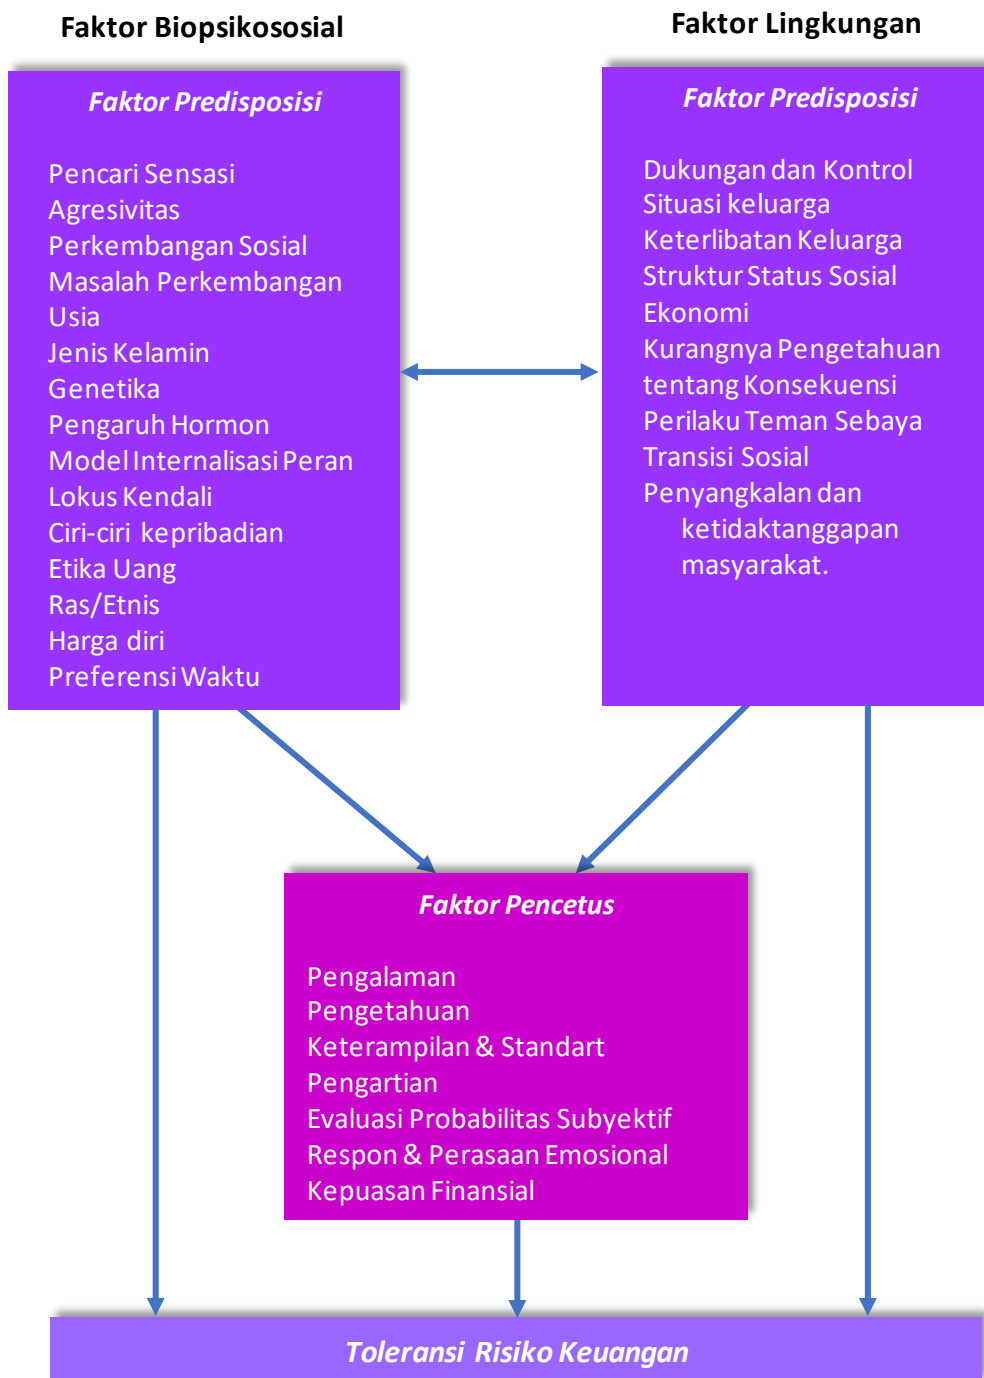 Faktor Biopsikososial
Faktor Predisposisi
Pencari Sensasi
Agresivitas
Perkembangan Sosial
Masalah Perkembangan
Usia
Jenis Kelamin
Genetika
Pengaruh Hormon
Model Internalisasi Peran
Lokus Kendali
Ciri-ciri kepribadian
Etika Uang
Ras/Etnis
Harga diri
Preferensi Waktu
Faktor Lingkungan
Faktor Predisposisi
Dukungan dan Kontrol
Situasi keluarga
Keterlibatan Keluarga
Struktur Status Sosial
Ekonomi
Kurangnya Pengetahuan
tentang Konsekuensi
Perilaku Teman Sebaya
Transisi Sosial
Penyangkalan dan
ketidaktanggapan
masyarakat.
Faktor Pencetus
Pengalaman
Pengetahuan
Keterampilan & Standart
Pengartian
Evaluasi Probabilitas Subyektif
Respon & Perasaan Emosional
Kepuasan Finansial
Toleransi Risiko Keuangan